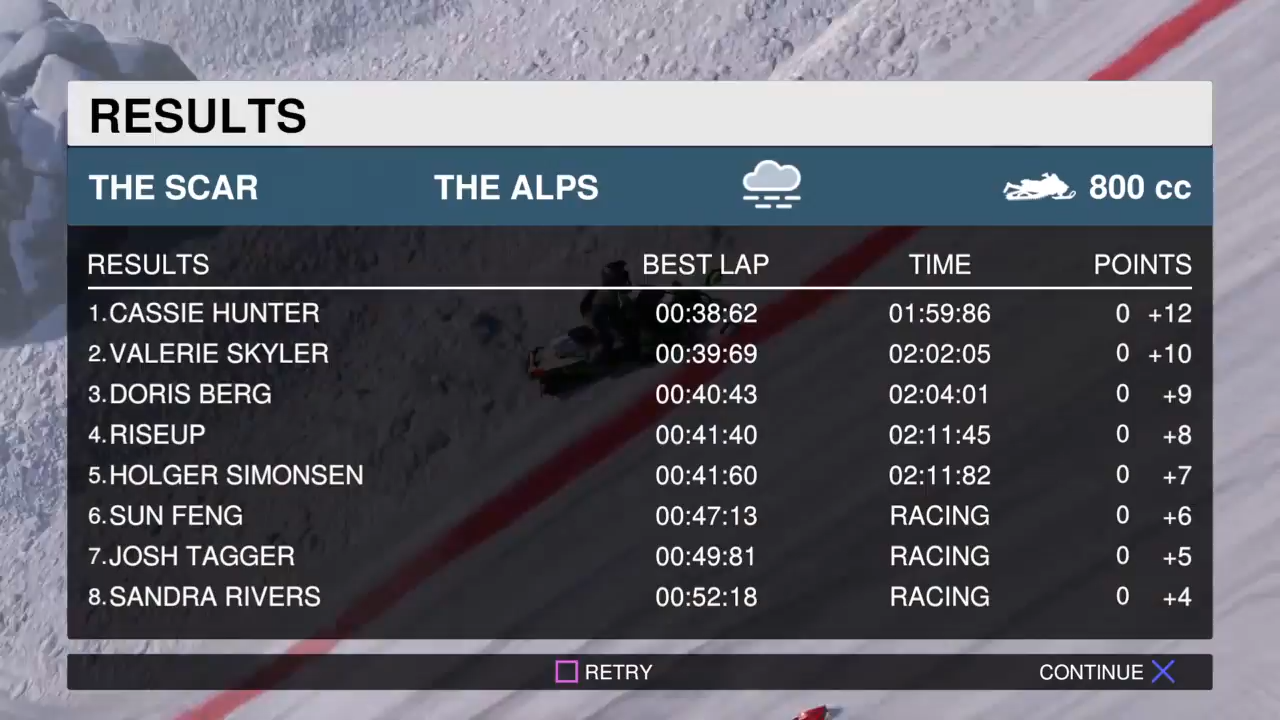 RESULTS
THE SCAR THE ALPS 800 cc
RESULTS BEST LAP TIME POINTS
1. CASSIE HUNTER 00:38:62 01:59:86 0 +12
2. VALERIE SKYLER 00:39:69 02:02:05 0 +10
3. DORIS BERG 00:40:43 02:04:01 0 +9
4. RISEUP 00:41:40 02:11:45 0 +8
5. HOLGER SIMONSEN 00:41:60 02:11:82 0 +7
6. SUN FENG 00:47:13 RACING 0 +6
7. JOSH TAGGER 00:49:81 RACING 0 +5
8. SANDRA RIVERS 00:52:18 RACING 0 +4
RETRY CONTINUE